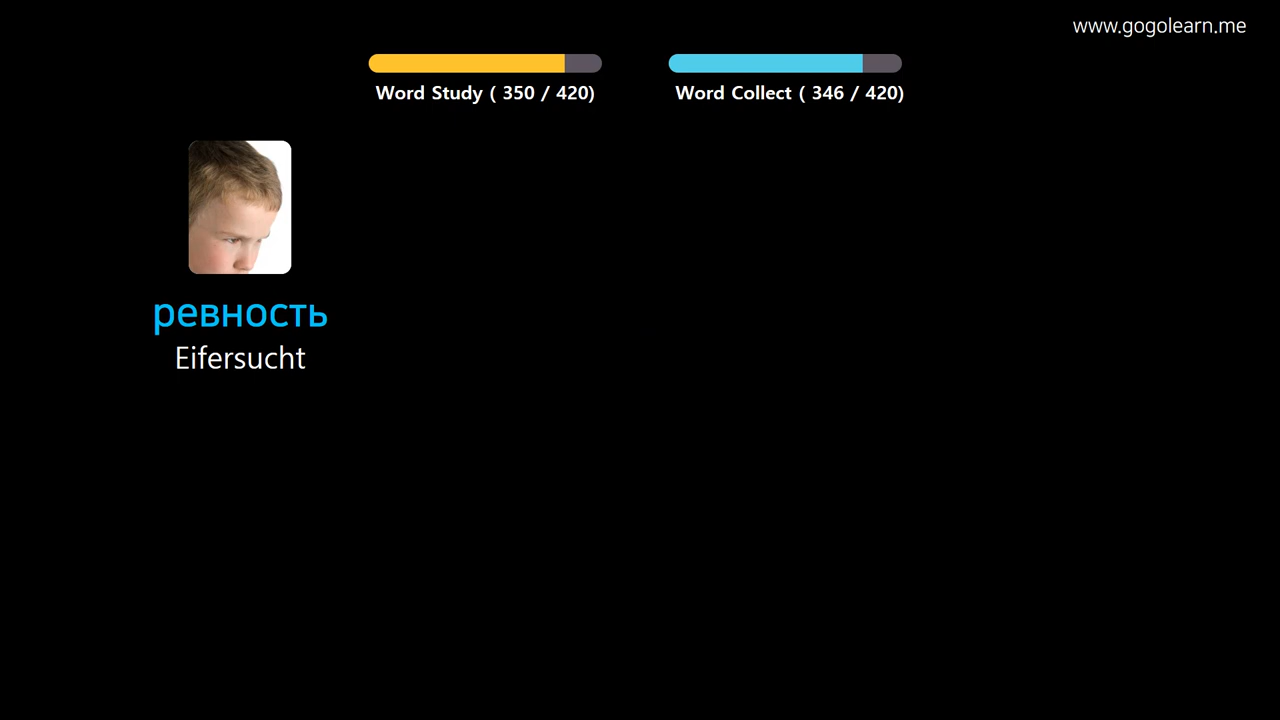 www.gogolearn.me
Word Study ( 350 / 420)
Word Collect ( 346 / 420)
ревность
Eifersucht